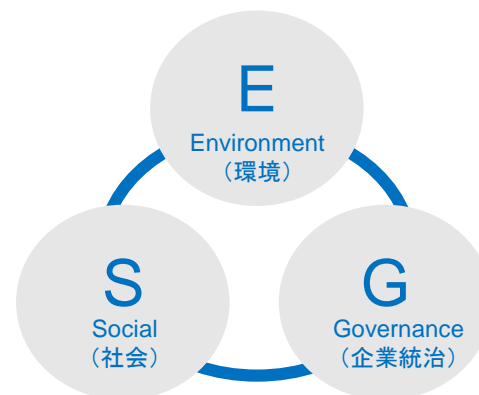 E
Environment
（環境）
S
Social
（社会）
G
Governance
（企業統治）